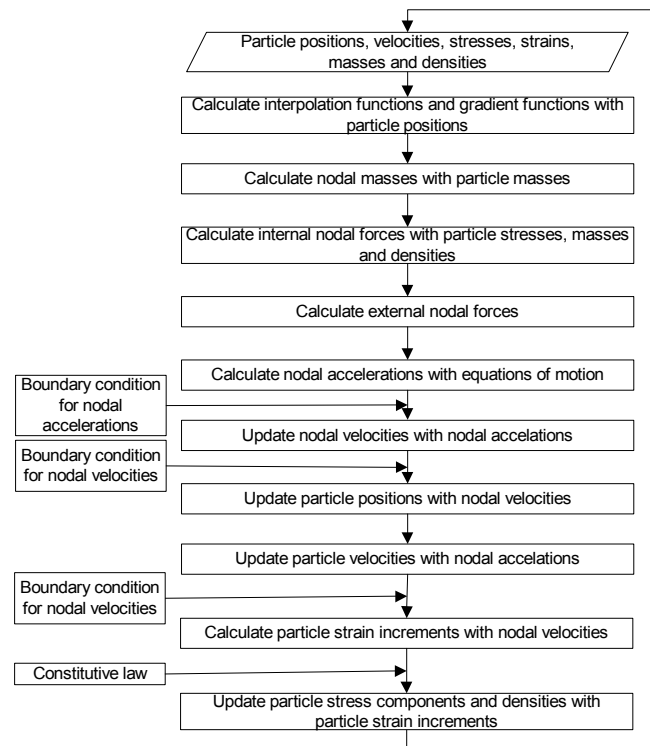 Particle positions, velocities, stresses, strains,
masses and densities
Calculate interpolation functions and gradient functions with
particle positions
Calculate nodal masses with particle masses
Calculate internal nodal forces with particle stresses, masses
and densities
Calculate external nodal forces
Calculate nodal accelerations with equations of motion
Boundary condition
for nodal
accelerations
Update nodal velocities with nodal accelations
Boundary condition
for nodal velocities
Update particle positions with nodal velocities
Update particle velocities with nodal accelations
Boundary condition
for nodal velocities
Calculate particle strain increments with nodal velocities
Constitutive law
Update particle stress components and densities with
particle strain increments